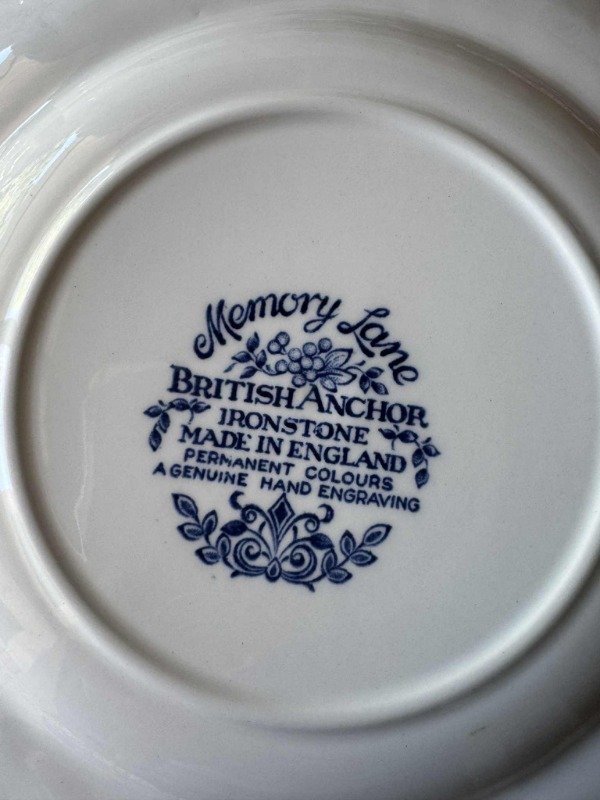 Memory Lane
BRITISH ANCHOR
IRONSTONE
MADE IN ENGLAND
PERMANENT COLOURS
A GENUINE HAND ENGRAVING